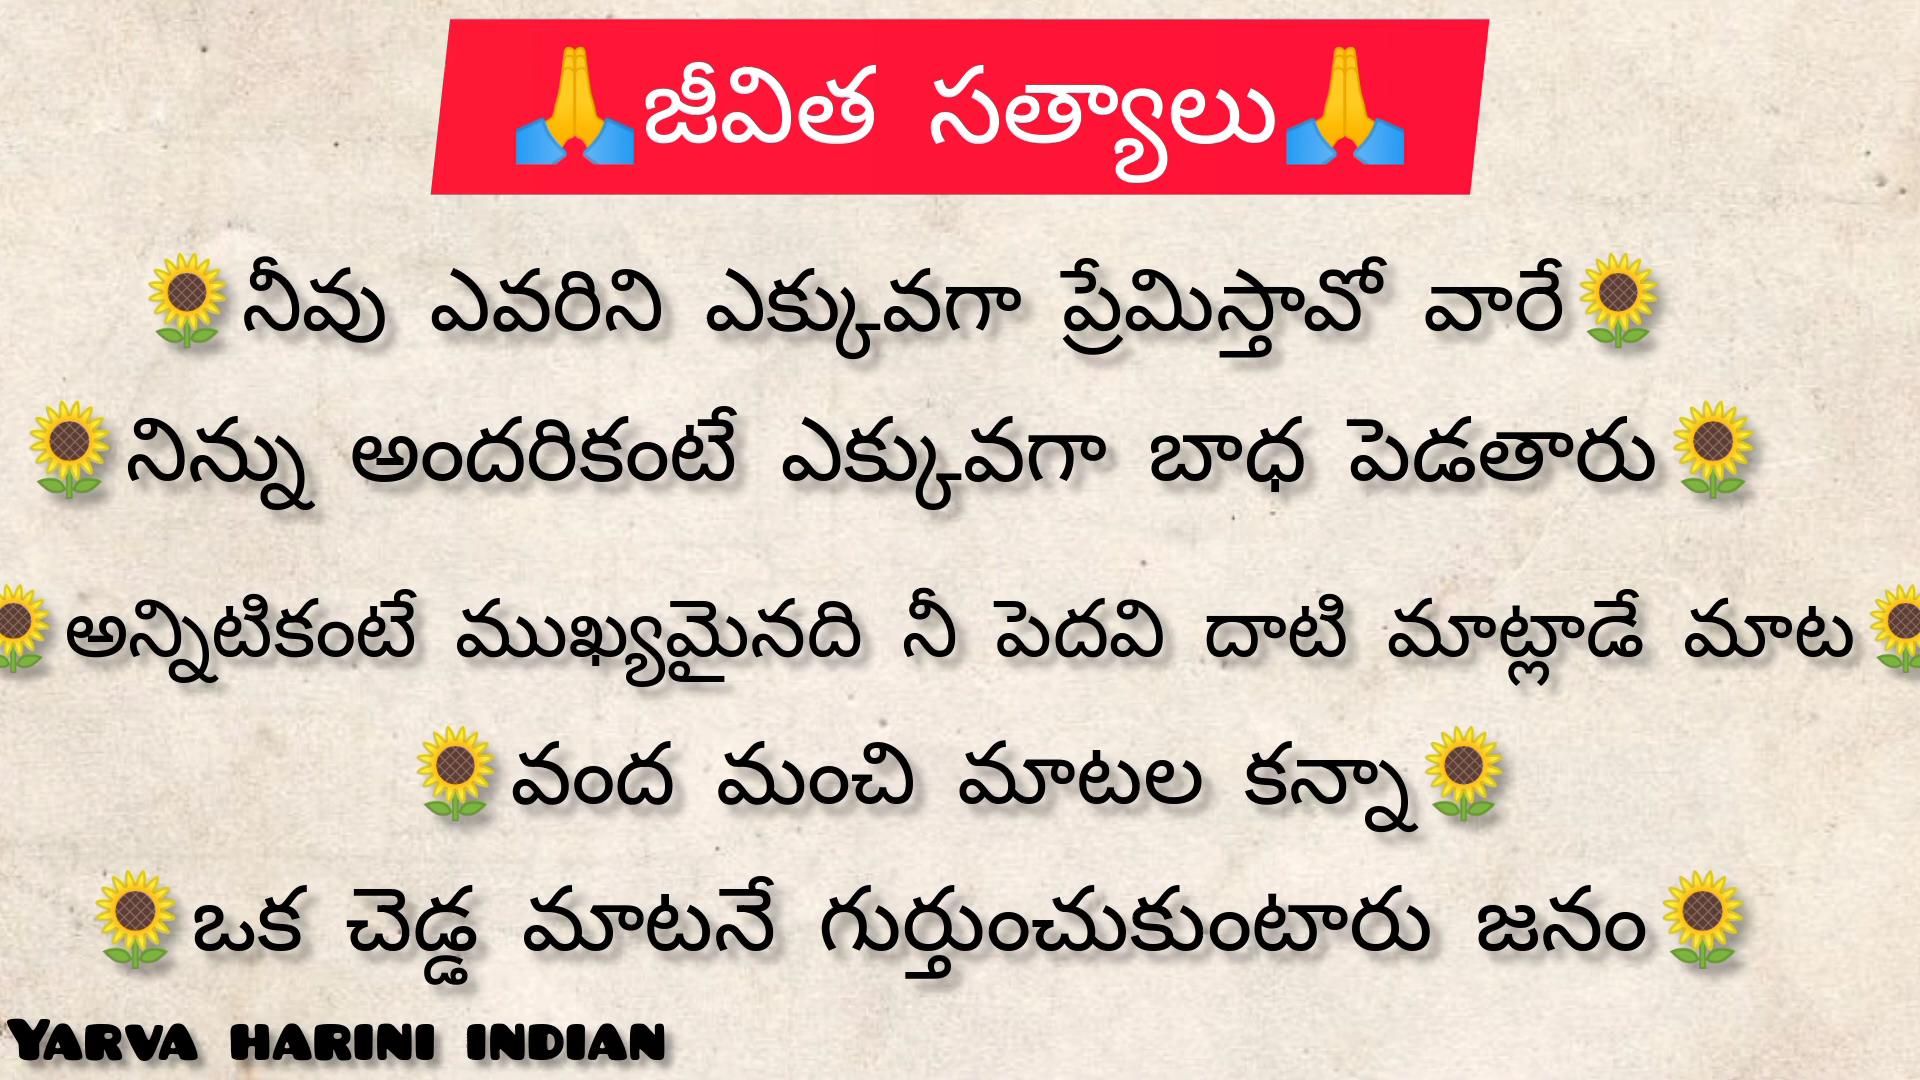 🙏జీవిత సత్యాలు🙏
🌻నీవు ఎవరిని ఎక్కువగా ప్రేమిస్తావో వారే🌻
🌻నిన్ను అందరికంటే ఎక్కువగా బాధ పెడతారు🌻
🌻అన్నిటికంటే ముఖ్యమైనది నీ పెదవి దాటి మాట్లాడే మాట🌻
🌻వంద మంచి మాటల కన్నా🌻
🌻ఒక చెడ్డ మాటనే గుర్తుంచుకుంటారు జనం🌻
YARVA HARINI INDIAN